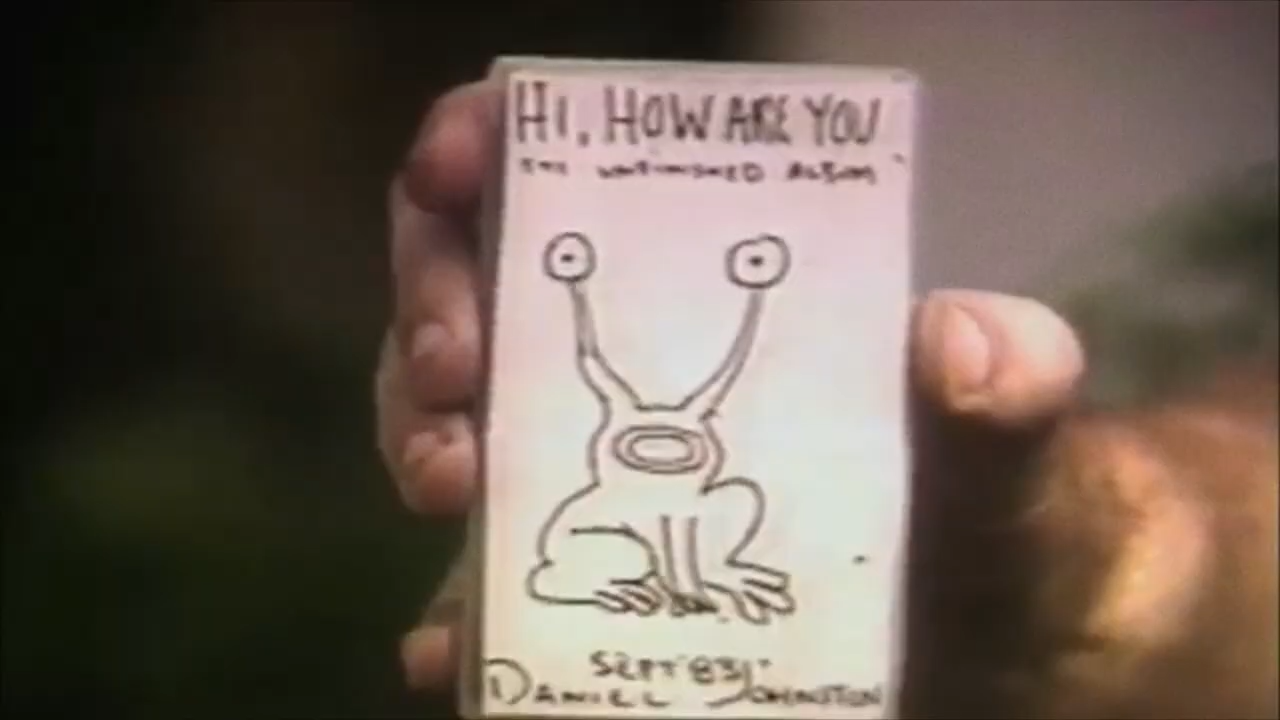 HI, HOW ARE YOU
THE UNFINISHED ALBUM
SEPT '83
DANIEL JOHNSTON